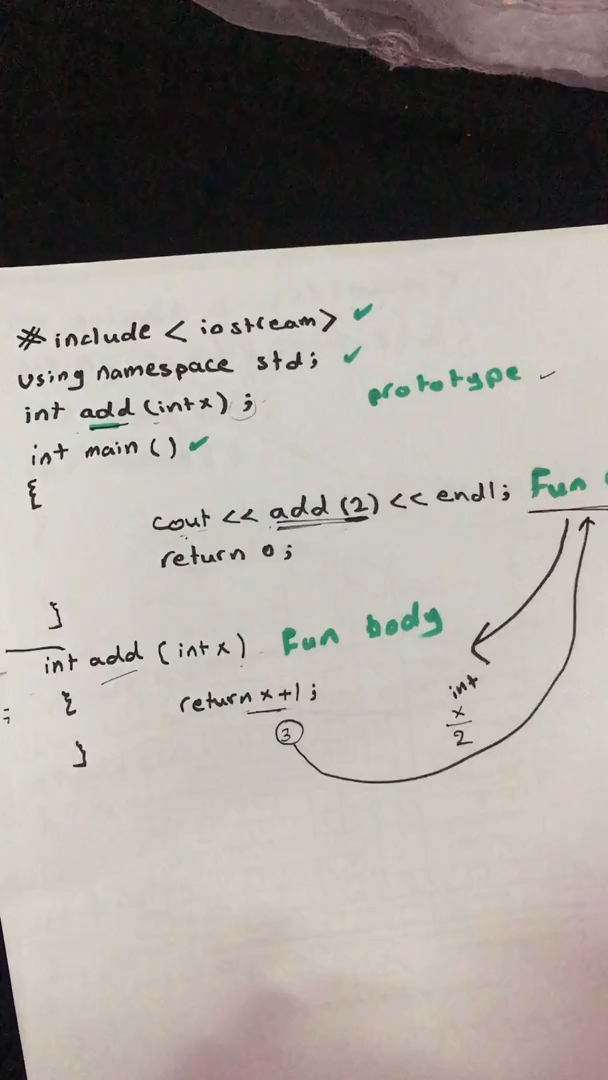 #include < iostream>
using namespace std;
int add (int x) ;
prototype
int main ()
{
cout << add (2) << endl; Fun
return 0;
}
int add (int x) Fun body
{ return x+1;
}
3
int
x
2
;